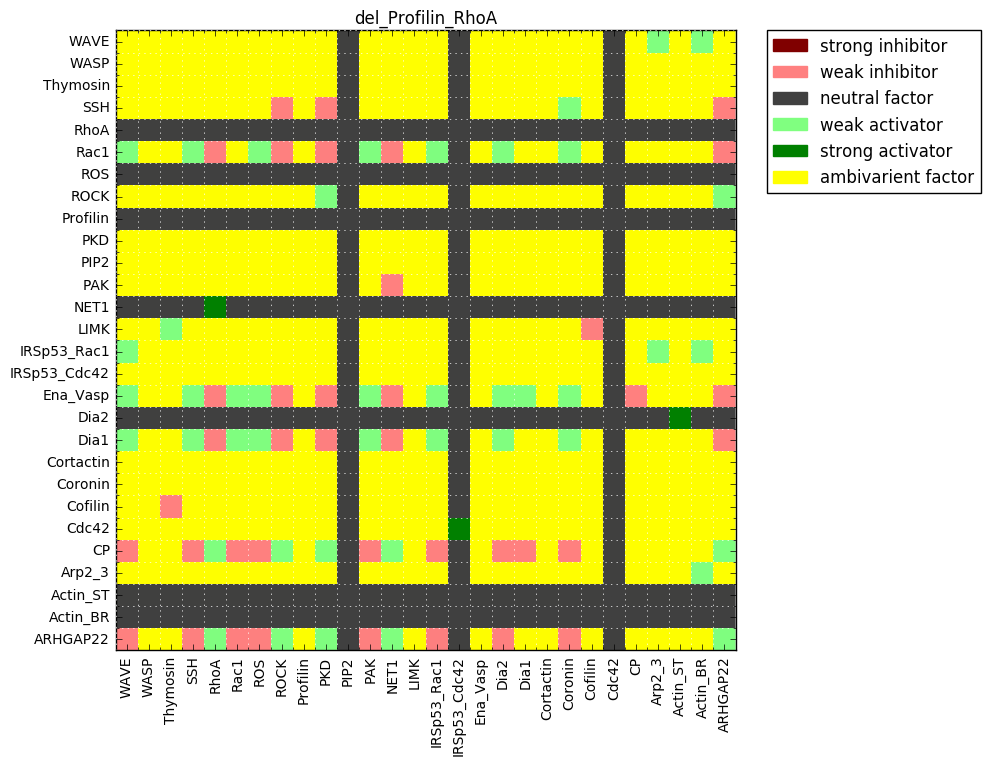 del_Profilin_RhoA
WAVE
WASP
Thymosin
SSH
RhoA
Rac1
ROS
ROCK
Profilin
PKD
PIP2
PAK
NET1
LIMK
IRSp53_Rac1
IRSp53_Cdc42
Ena_Vasp
Dia2
Dia1
Cortactin
Coronin
Cofilin
Cdc42
CP
Arp2_3
Actin_ST
Actin_BR
ARHGAP22
WAVE
WASP
Thymosin
SSH
RhoA
Rac1
ROS
ROCK
Profilin
PKD
PIP2
PAK
NET1
LIMK
IRSp53_Rac1
IRSp53_Cdc42
Ena_Vasp
Dia2
Dia1
Cortactin
Coronin
Cofilin
Cdc42
CP
Arp2_3
Actin_ST
Actin_BR
ARHGAP22
strong inhibitor
weak inhibitor
neutral factor
weak activator
strong activator
ambivarient factor